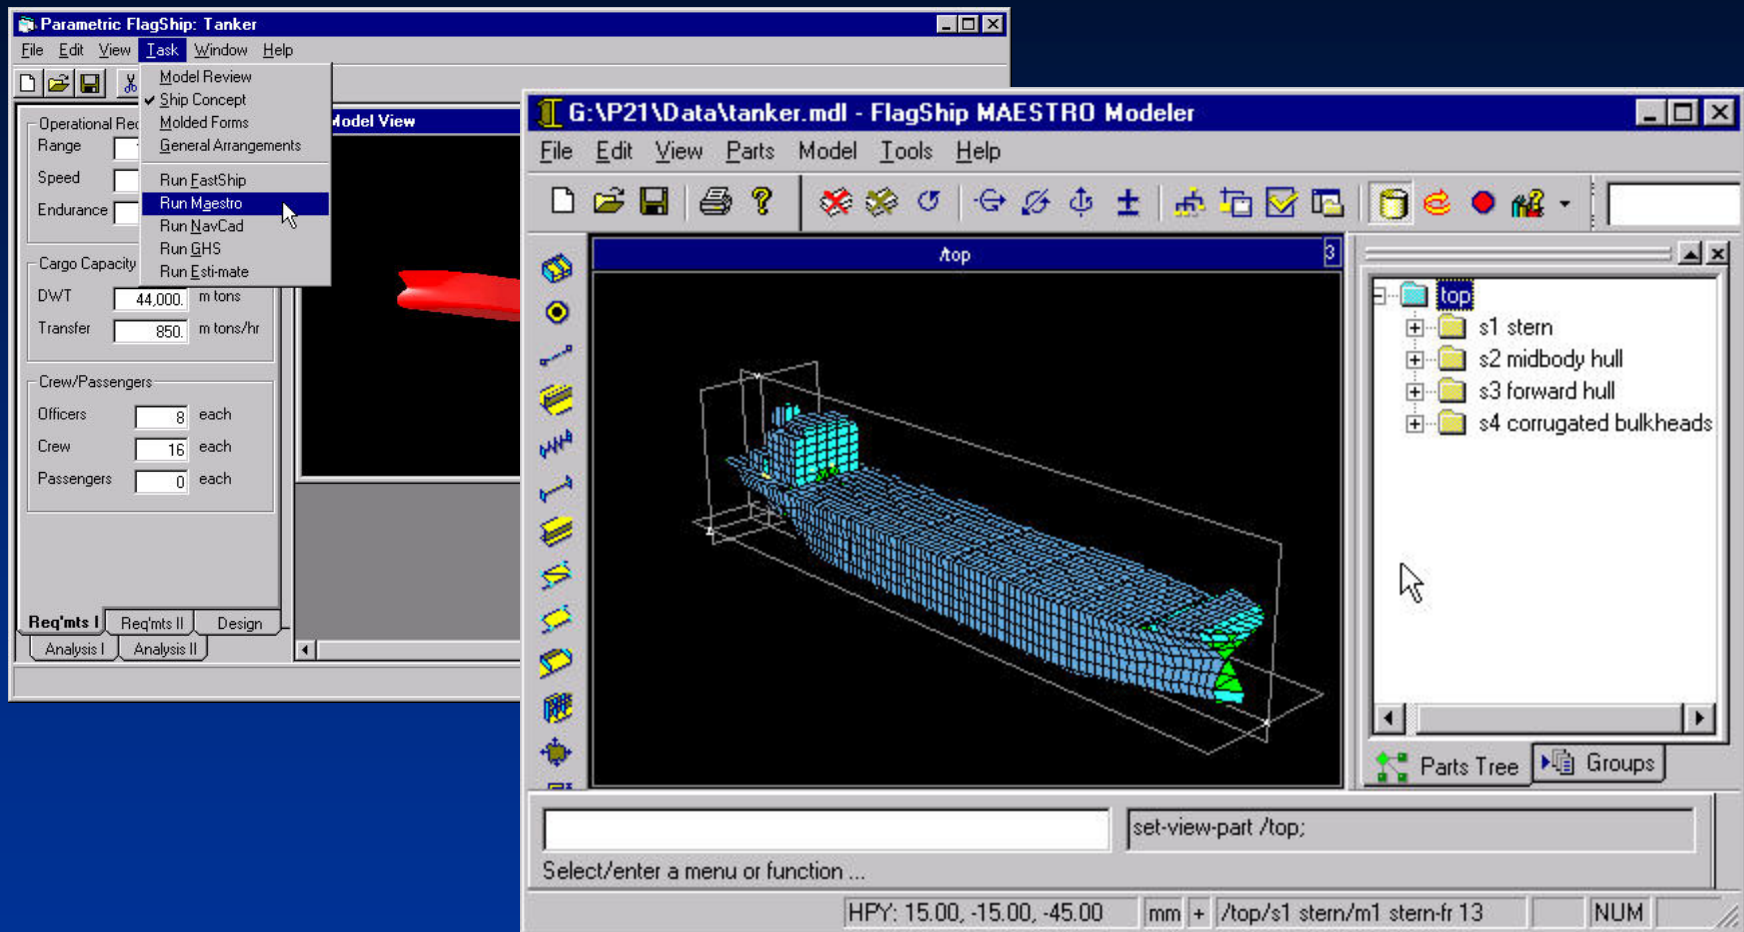 Parametric FlagShip: Tanker
File Edit View Task Window Help
Model Review
Ship Concept
Molded Forms
General Arrangements
Run FastShip
Run Maestro
Run NavCad
Run GHS
Run Esti-mate
Model View
Operational
Range
Speed
Endurance
Cargo Capacity
DWT 44,000. m tons
Transfer 850. m tons/hr
Crew/Passengers
Officers 8 each
Crew 16 each
Passengers 0 each
Req'mts I Req'mts II Design
Analysis I Analysis II
G:\P21\Data\tanker.mdl - FlagShip MAESTRO Modeler
File Edit View Parts Model Tools Help
/top 3
top
s1 stern
s2 midbody hull
s3 forward hull
s4 corrugated bulkheads
Parts Tree Groups
set-view-part /top;
Select/enter a menu or function ...
HPY: 15.00, -15.00, -45.00 mm + /top/s1 stern/m1 stern-fr 13 NUM